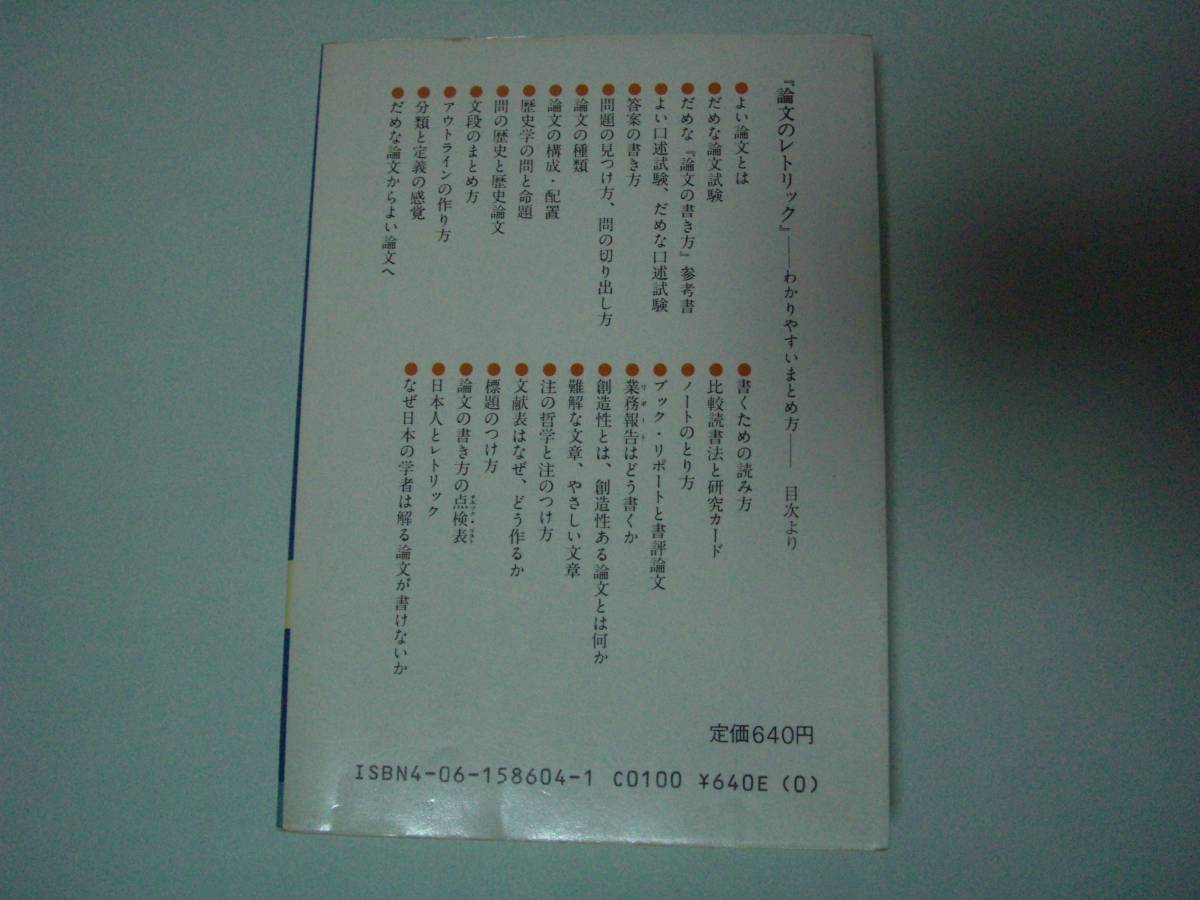 『論文のレトリック』――わかりやすいまとめ方―― 目次より
●よい論文とは
●だめな論文試験
●だめな『論文の書き方』参考書
●よい口述試験、だめな口述試験
●答案の書き方
●問題の見つけ方、問の切り出し方
●論文の種類
●論文の構成・配置
●歴史学の問と命題
●問の歴史と歴史論文
●文段のまとめ方
●アウトラインの作り方
●分類と定義の感覚
●だめな論文からよい論文へ
●書くための読み方
●比較読書法と研究カード
●ノートのとり方
●ブック・リポートと書評論文
●業務報告はどう書くか
リポート
●創造性とは、創造性ある論文とは何か
●難解な文章、やさしい文章
●注の哲学と注のつけ方
●文献表はなぜ、どう作るか
●標題のつけ方
●論文の書き方の点検表
チェック・リスト
●日本人とレトリック
●なぜ日本の学者は解る論文が書けないか
定価640円
ISBN4-06-158604-1 C0100 ¥640E (0)